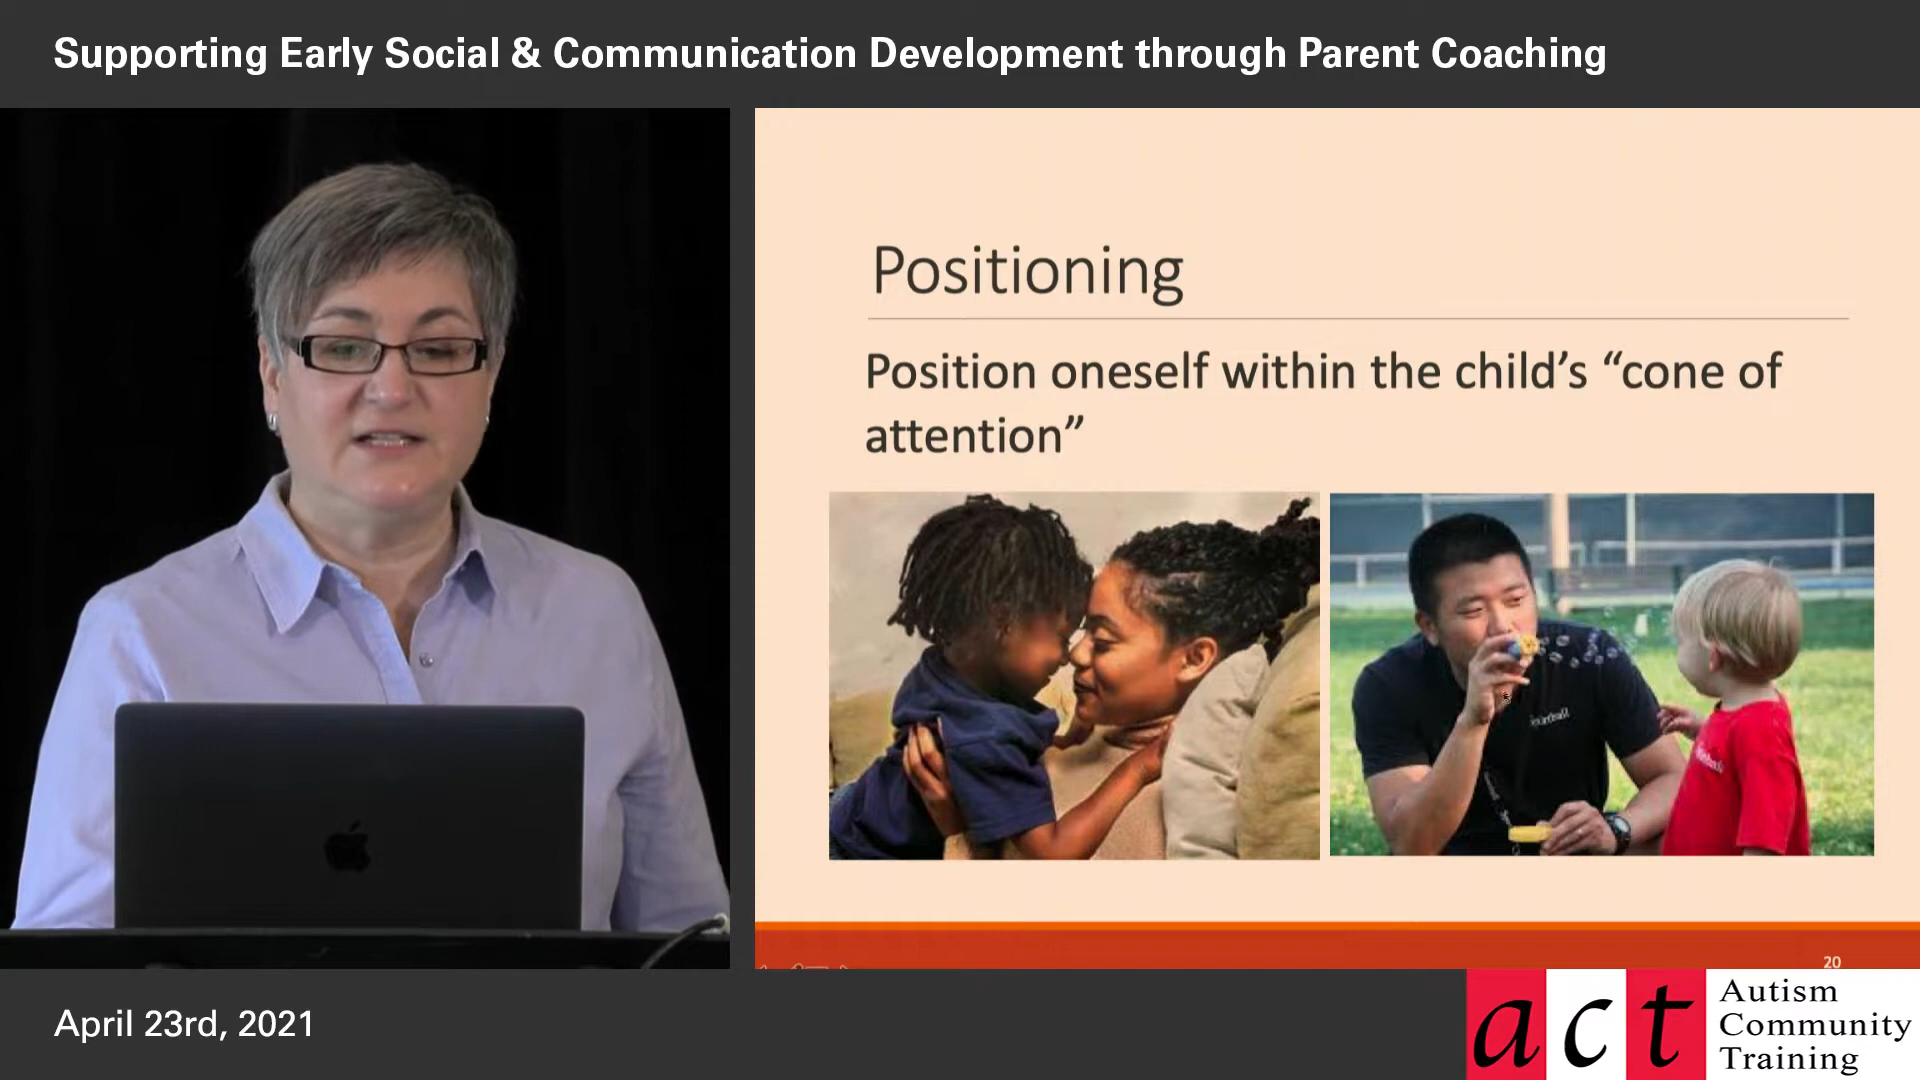 Supporting Early Social & Communication Development through Parent Coaching
Positioning
Position oneself within the child’s “cone of
attention”
20
April 23rd, 2021
act
Autism
Community
Training